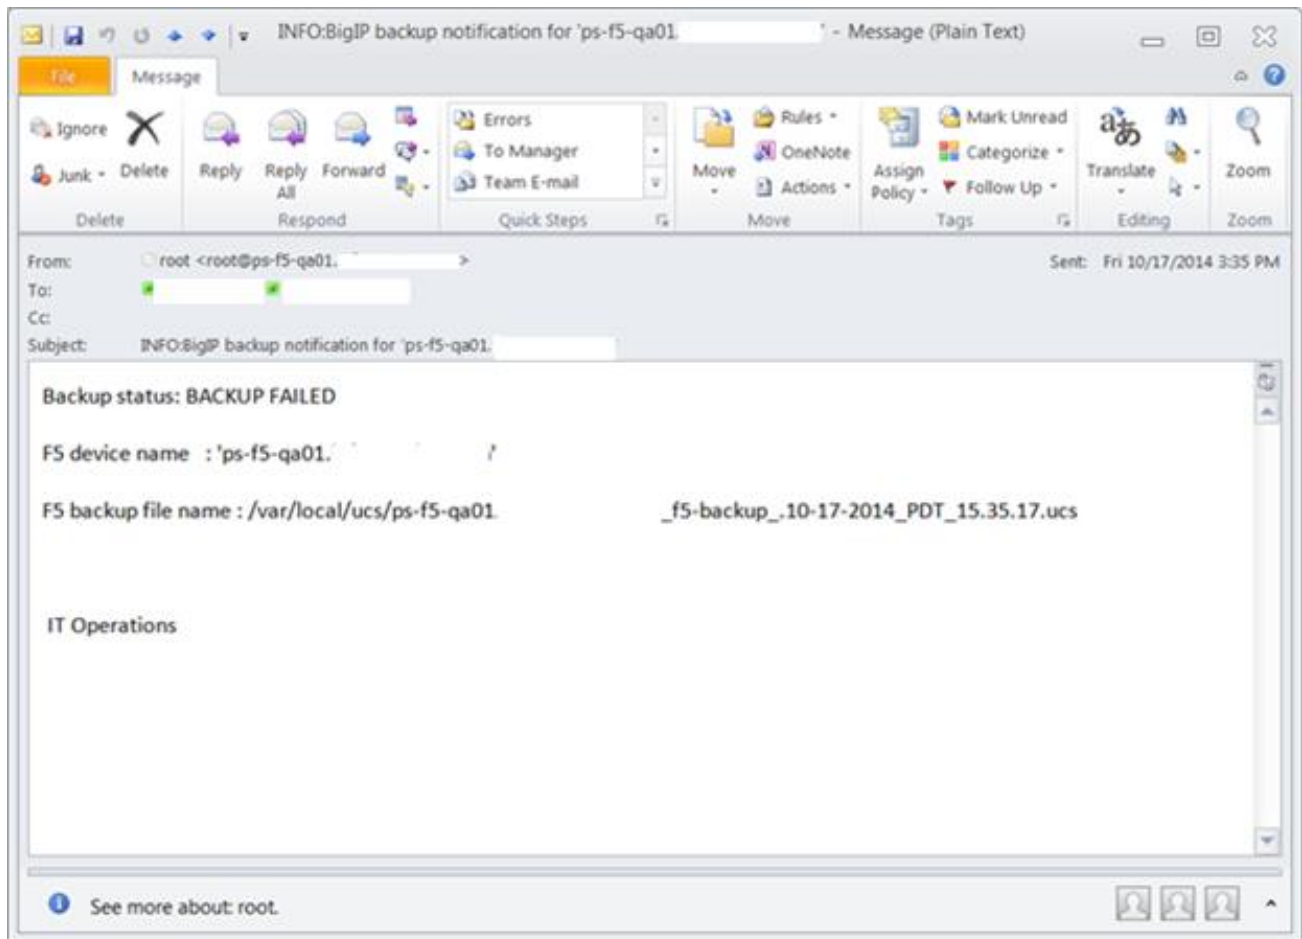 INFO:BigIP backup notification for 'ps-f5-qa01. ' - Message (Plain Text)
File Message
Ignore
Junk
Delete
Reply
Reply All
Forward
Errors
To Manager
Team E-mail
Move
Rules
OneNote
Actions
Assign Policy
Mark Unread
Categorize
Follow Up
Translate
Zoom
Delete Respond Quick Steps Move Tags Editing Zoom
From: root <root@ps-f5-qa01. > Sent: Fri 10/17/2014 3:35 PM
To:
Cc:
Subject: INFO:BigIP backup notification for 'ps-f5-qa01.
Backup status: BACKUP FAILED
F5 device name : 'ps-f5-qa01. '
F5 backup file name : /var/local/ucs/ps-f5-qa01. _f5-backup_.10-17-2014_PDT_15.35.17.ucs
IT Operations
See more about: root.